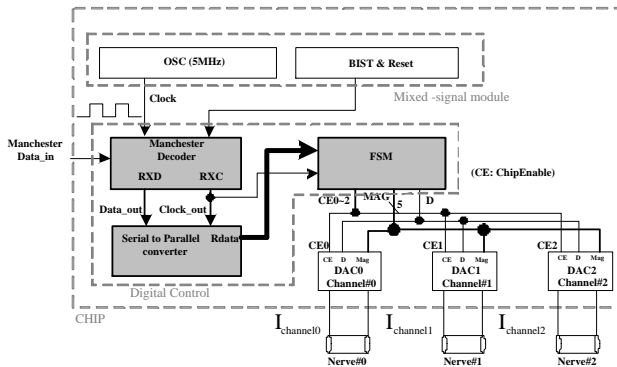 OSC (5MHz)
BIST & Reset
Clock
Mixed -signal module
Manchester
Data_in
Manchester
Decoder
RXD
RXC
FSM
(CE: ChipEnable)
CE0~2
MAG
5
D
Data_out
Clock_out
Serial to Parallel
converter
Rdata
CE0
CE1
CE2
CE D Mag
DAC0
Channel#0
CE D Mag
DAC1
Channel#1
CE D Mag
DAC2
Channel#2
Digital Control
CHIP
Ichannel0
Ichannel1
Ichannel2
Nerve#0
Nerve#1
Nerve#2